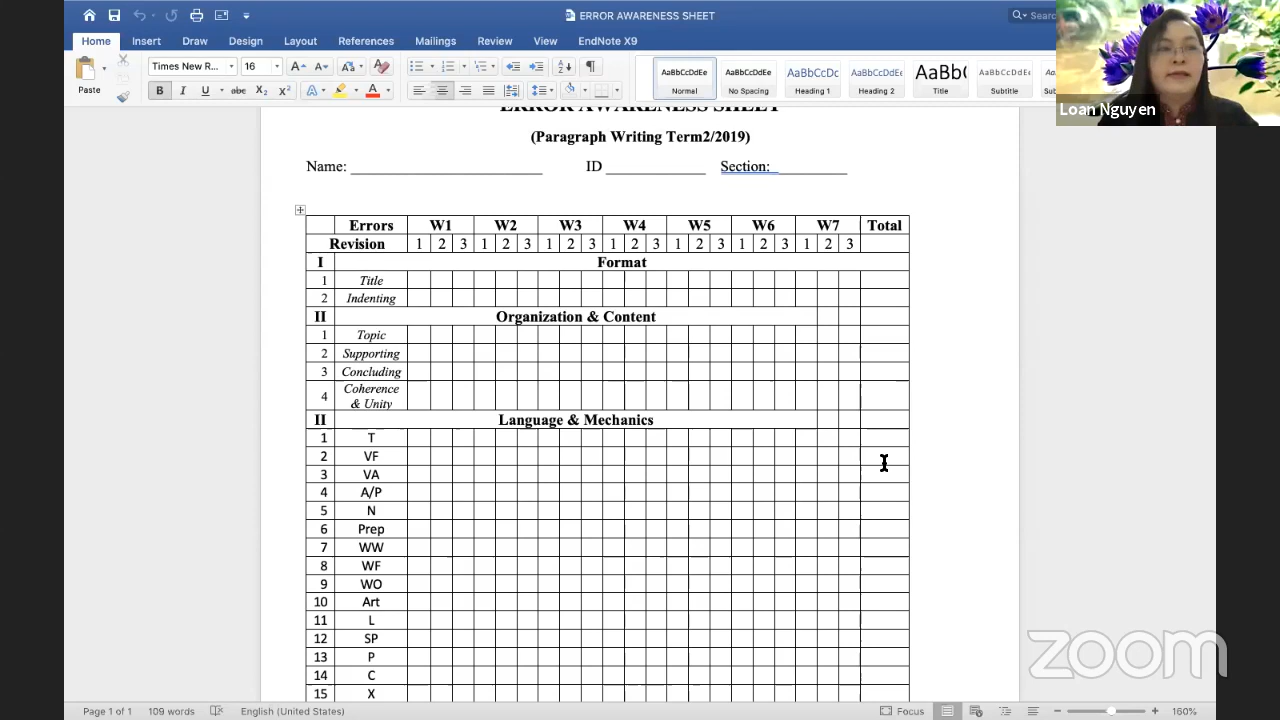 ERROR AWARENESS SHEET
Home Insert Draw Design Layout References Mailings Review View EndNote X9
Paste
Times New R... 16
AaBbCcDdEe Normal
AaBbCcDdEe No Spacing
AaBbCcDc Heading 1
AaBbCcDdEe Heading 2
AaBb( Title
AaBbCcDdEe Subtitle
Loan Nguyen
ERROR AWARENESS SHEET
(Paragraph Writing Term2/2019)
Name: ID Section:
Errors W1 W2 W3 W4 W5 W6 W7 Total
Revision 1 2 3 1 2 3 1 2 3 1 2 3 1 2 3 1 2 3 1 2 3
I Format
1 Title
2 Indenting
II Organization & Content
1 Topic
2 Supporting
3 Concluding
4 Coherence
& Unity
II Language & Mechanics
1 T
2 VF
3 VA
4 A/P
5 N
6 Prep
7 WW
8 WF
9 WO
10 Art
11 L
12 SP
13 P
14 C
15 X
zoom
Page 1 of 1 109 words English (United States) Focus 160%